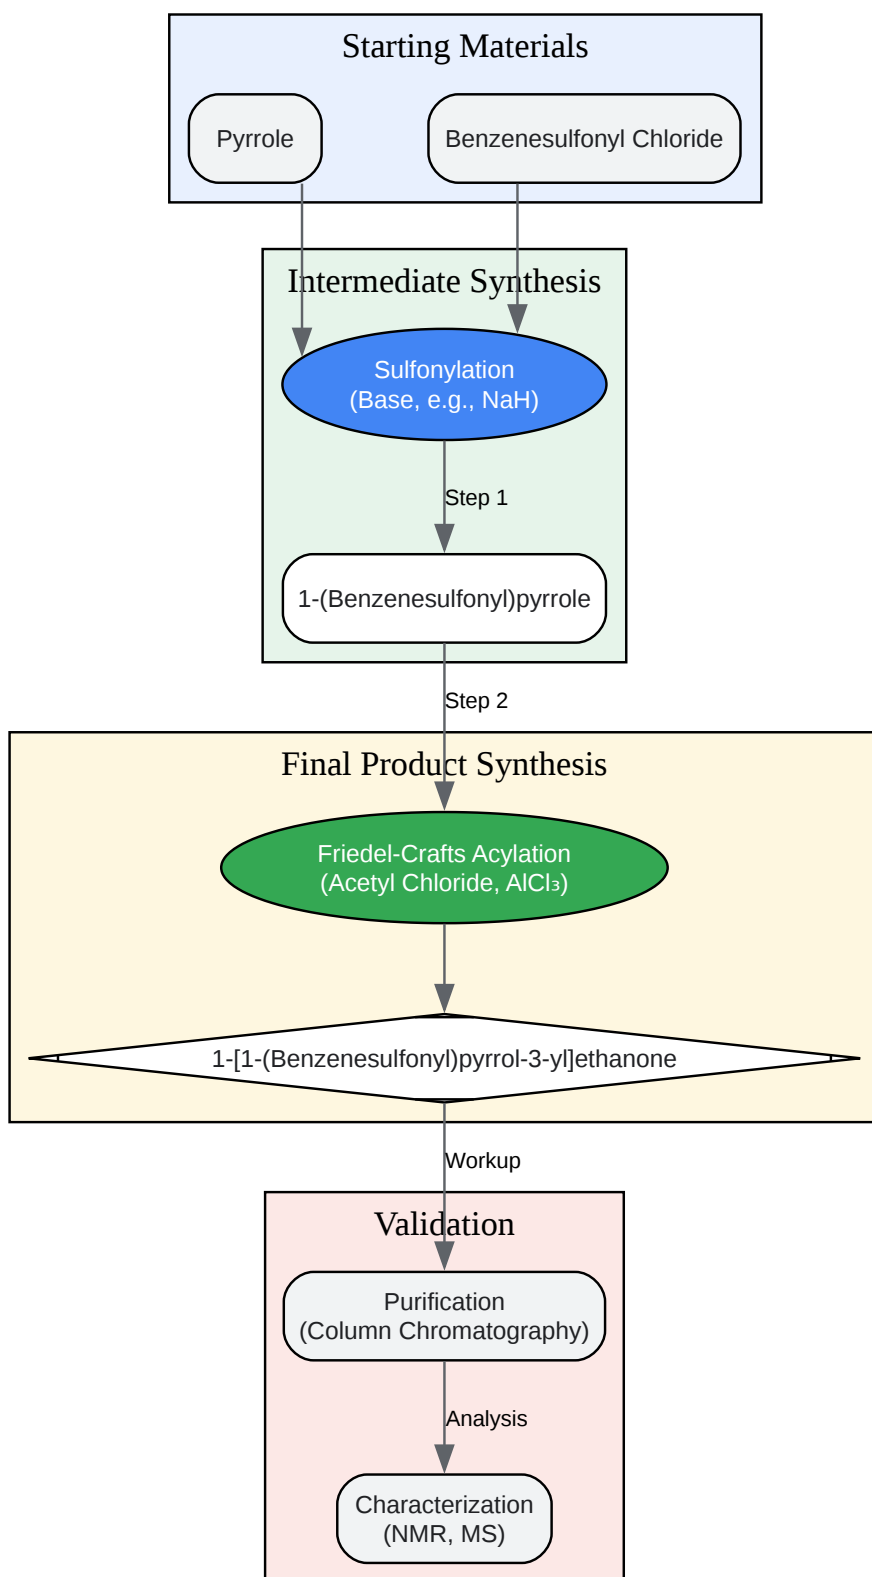 Starting Materials
Pyrrole
Benzenesulfonyl Chloride
Intermediate Synthesis
Sulfonylation
(Base, e.g., NaH)
Step 1
1-(Benzenesulfonyl)pyrrole
Step 2
Final Product Synthesis
Friedel-Crafts Acylation
(Acetyl Chloride, AlCl₃)
1-[1-(Benzenesulfonyl)pyrrol-3-yl]ethanone
Workup
Validation
Purification
(Column Chromatography)
Analysis
Characterization
(NMR, MS)